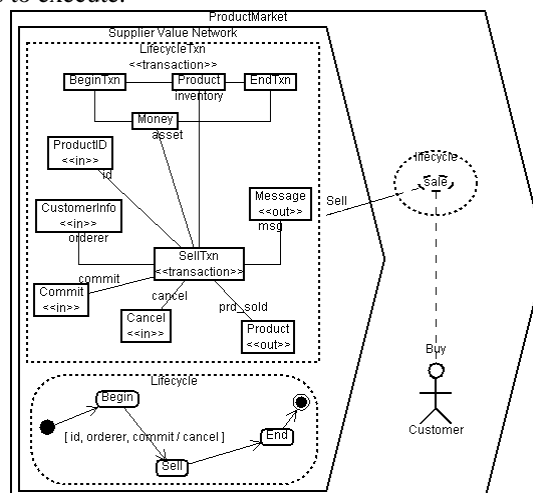 s to execute.
ProductMarket
Supplier Value Network
LifecycleTxn
<<transaction>>
BeginTxn
Product
EndTxn
inventory
Money
asset
ProductID
<<in>>
id
CustomerInfo
<<in>>
orderer
Message
<<out>>
msg
SellTxn
<<transaction>>
commit
Commit
<<in>>
cancel
Cancel
<<in>>
prd_sold
Product
<<out>>
Sell
lifecycle
sale
Buy
Customer
Lifecycle
Begin
[ id, orderer, commit / cancel ]
End
Sell